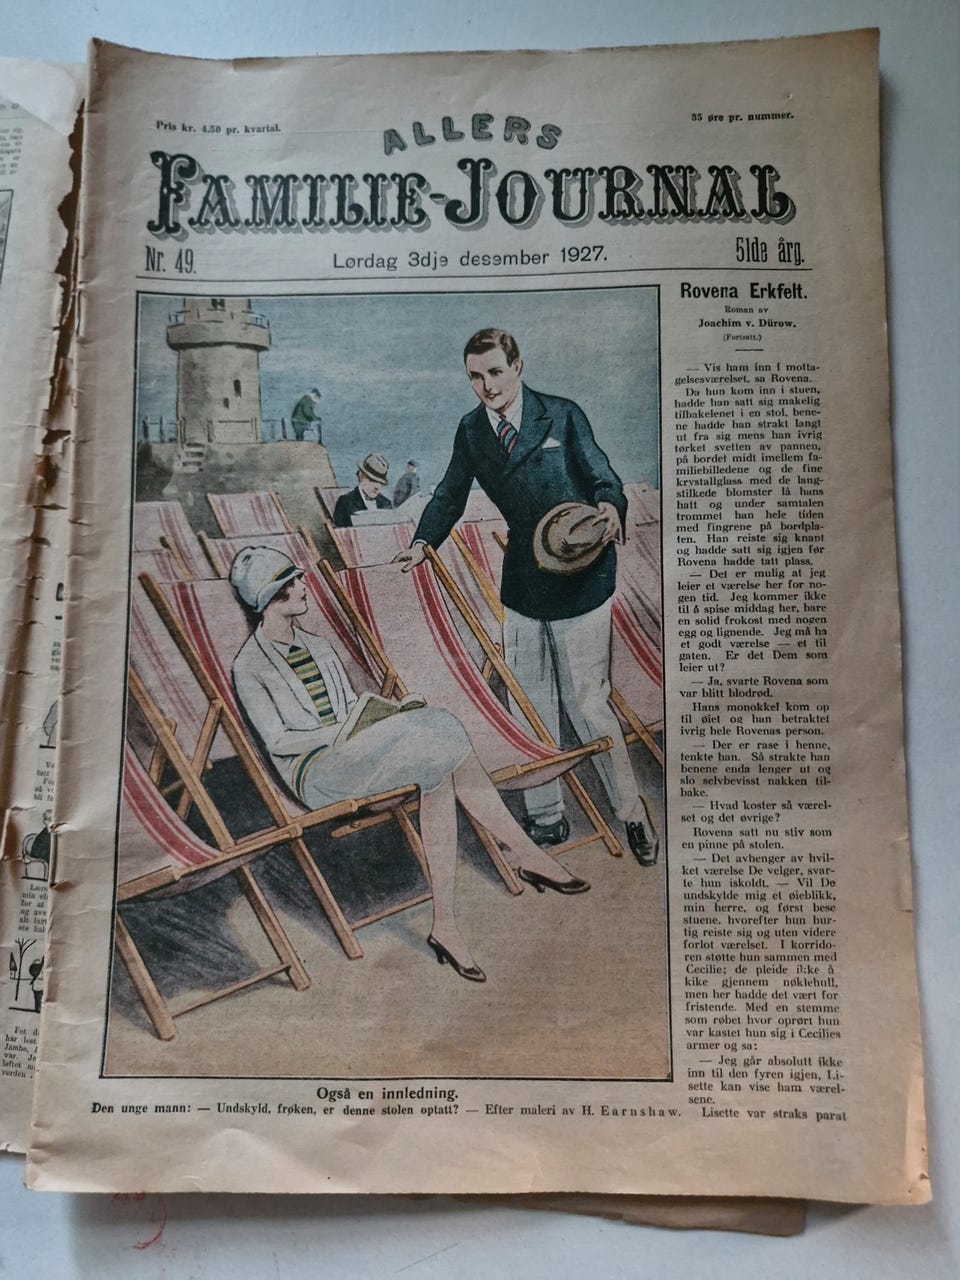 Pris kr. 4.50 pr. kvartal.
35 øre pr. nummer.
ALLERS
FAMILIE-JOURNAL
Nr. 49.
Lørdag 3dje desember 1927.
51de årg.
Rovena Erkfelt.
Roman av
Joachim v. Dürow.
(Fortsatt.)
— Vis ham inn i motta-
gelsesværelset, sa Rovena.
Da hun kom inn i stuen,
hadde han satt sig makelig
tilbakelenet i en stol, bene-
ne hadde han strakt langt
ut fra sig mens han ivrig
tørket svetten av pannen,
på bordet midt imellem fa-
miliebilledene og de fine
krystallglass med de lang-
stilkede blomster lå hans
hatt og under samtalen
trommet han hele tiden
med fingrene på bordpla-
ten. Han reiste sig knapt
og hadde satt sig igjen før
Rovena hadde tatt plass.
— Det er mulig at jeg
leier et værelse her for no-
gen tid. Jeg kommer ikke
til å spise middag her, bare
en solid frokost med nogen
egg og lignende. Jeg må ha
et godt værelse — et til
gaten. Er det Dem som
leier ut?
— Ja, svarte Rovena som
var blitt blodrød.
Hans monokkel kom op
til øiet og han betraktet
ivrig hele Rovenas person.
— Der er rase i henne,
tenkte han. Så strakte han
benene enda lenger ut og
slo selvbevisst nakken til-
bake.
— Hvad koster så værel-
set og det øvrige?
Rovena satt nu stiv som
en pinne på stolen.
— Det avhenger av hvil-
ket værelse De velger, svar-
te hun iskoldt. — Vil De
undskylde mig et øieblikk,
min herre, og først bese
stuene, hvorefter hun hur-
tig reiste sig og uten videre
forlot værelset. I korrido-
ren støtte hun sammen med
Cecilie; de pleide ikke å
kike gjennem nøklehull,
men her hadde det vært for
fristende. Med en stemme
som røbet hvor oprørt hun
var kastet hun sig i Cecilies
armer og sa:
— Jeg går absolutt ikke
inn til den fyren igjen, Li-
sette kan vise ham værel-
sene.
Lisette var straks parat
Også en innledning.
Den unge mann: — Undskyld, frøken, er denne stolen optatt? — Efter maleri av H. Earnshaw.